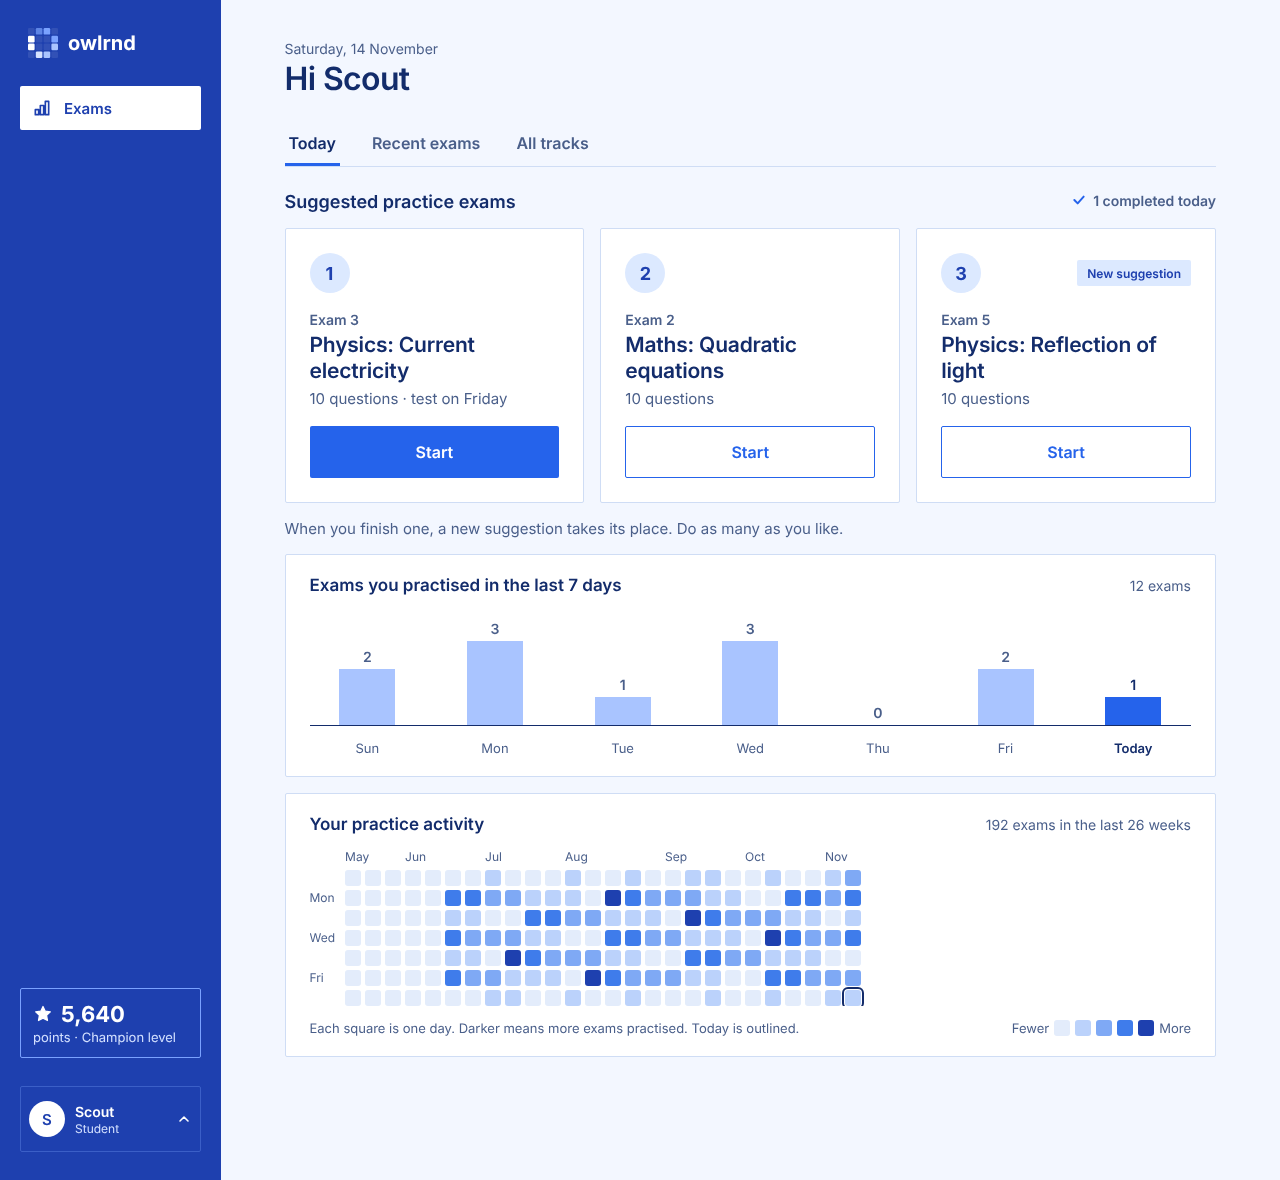 owlrnd
Exams
Saturday, 14 November
Hi Scout
Today
Recent exams
All tracks
Suggested practice exams
1 completed today
1
Exam 3
Physics: Current
electricity
10 questions · test on Friday
Start
2
Exam 2
Maths: Quadratic
equations
10 questions
Start
3
New suggestion
Exam 5
Physics: Reflection of
light
10 questions
Start
When you finish one, a new suggestion takes its place. Do as many as you like.
Exams you practised in the last 7 days
12 exams
2
3
1
3
0
2
1
Sun
Mon
Tue
Wed
Thu
Fri
Today
Your practice activity
192 exams in the last 26 weeks
May
Jun
Jul
Aug
Sep
Oct
Nov
Mon
Wed
Fri
Each square is one day. Darker means more exams practised. Today is outlined.
Fewer
More
5,640
points · Champion level
S
Scout
Student